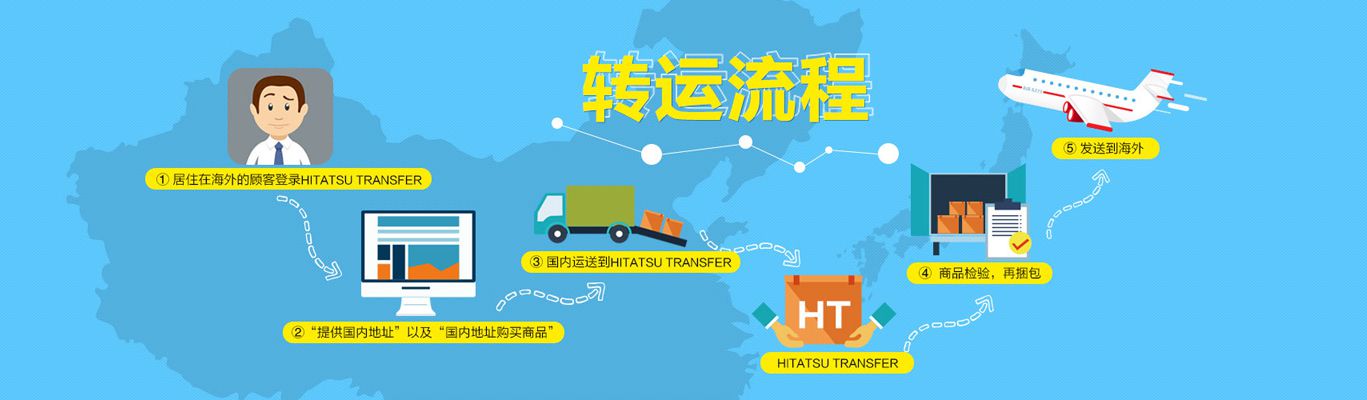 转运流程
① 居住在海外的顾客登录HITATSU TRANSFER
② “提供国内地址” 以及 “国内地址购买商品”
③ 国内运送到HITATSU TRANSFER
HT
HITATSU TRANSFER
④ 商品检验，再捆包
⑤ 发送到海外